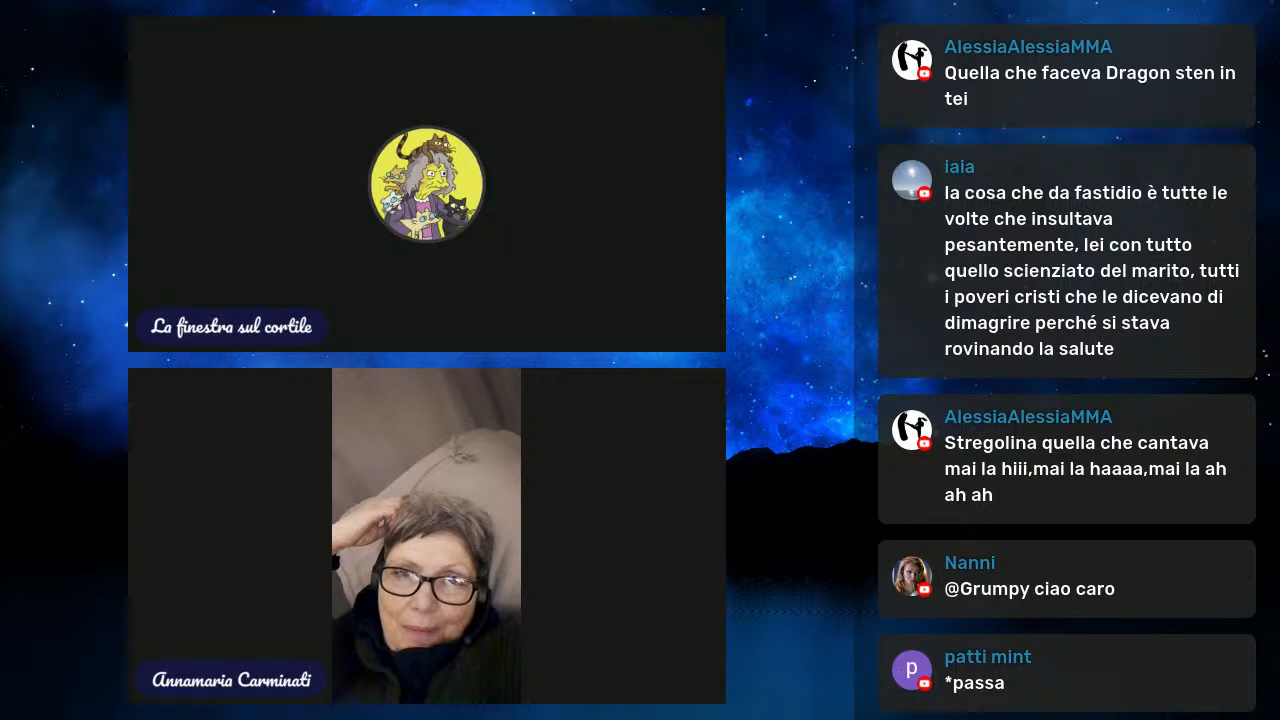 La finestra sul cortile
Annamaria Carminati
AlessiaAlessiaMMA
Quella che faceva Dragon sten in
tei
iaia
la cosa che da fastidio è tutte le
volte che insultava
pesantemente, lei con tutto
quello scienziato del marito, tutti
i poveri cristi che le dicevano di
dimagrire perché si stava
rovinando la salute
AlessiaAlessiaMMA
Stregolina quella che cantava
mai la hiii,mai la haaaa,mai la ah
ah ah
Nanni
@Grumpy ciao caro
p
patti mint
*passa